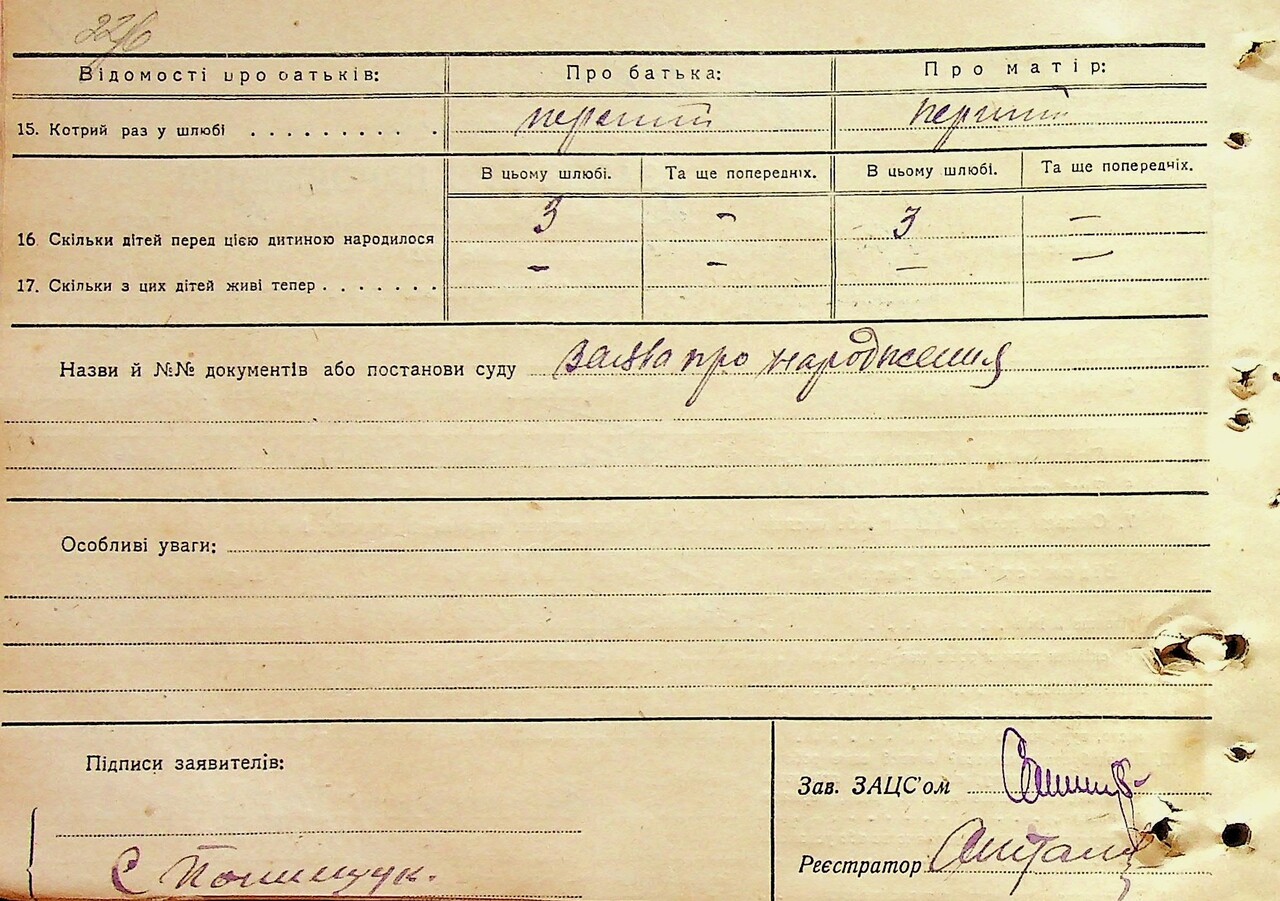 226
Відомості про батьків: Про батька: Про матір:
15. Котрий раз у шлюбі . . . . . . . . . . перший перший
В цьому шлюбі. Та ще попередніх. В цьому шлюбі. Та ще попередніх.
16. Скільки дітей перед цією дитиною народилося 3 - 3 -
17. Скільки з цих дітей живі тепер . . . . . . . - - - -
Назви й №№ документів або постанови суду заява про народження
Особливі уваги:
Підписи заявителів:
Зав. ЗАЦС'ом
С Полищук.
Реєстратор